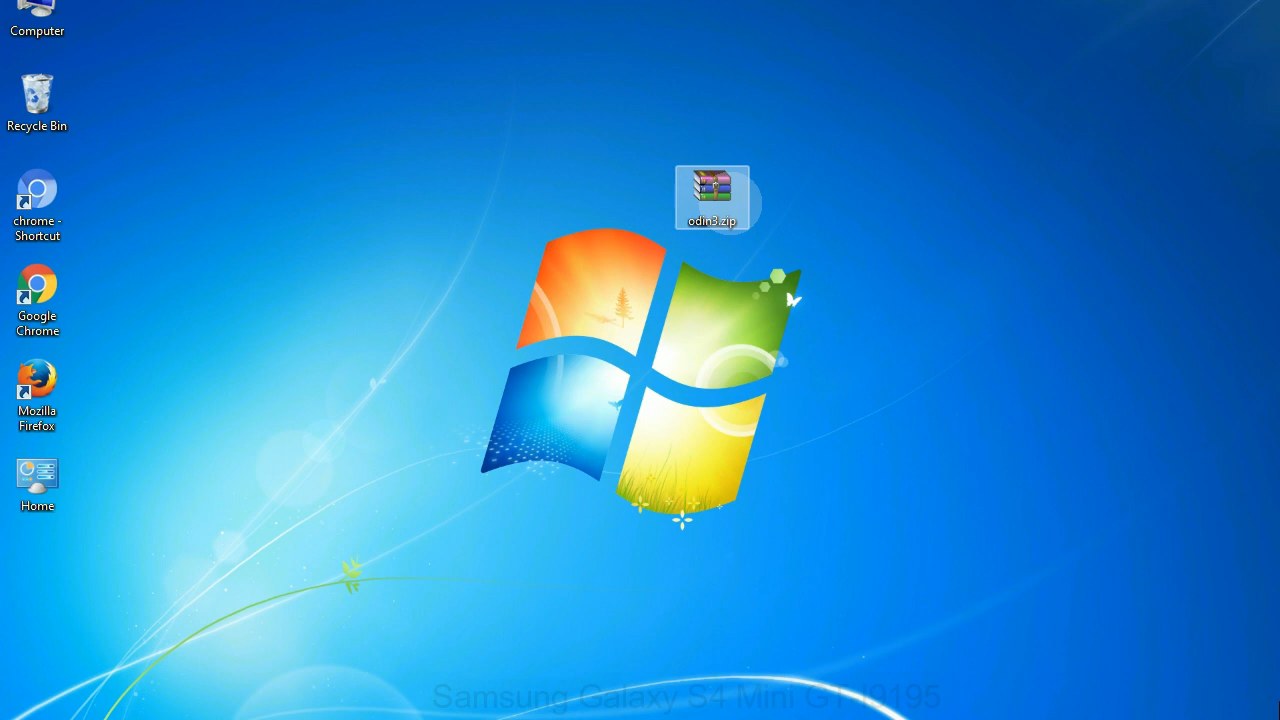 Computer
Recycle Bin
chrome -
Shortcut
Google
Chrome
Mozilla
Firefox
Home
odin3.zip
Samsung Galaxy S4 Mini GT-I9195